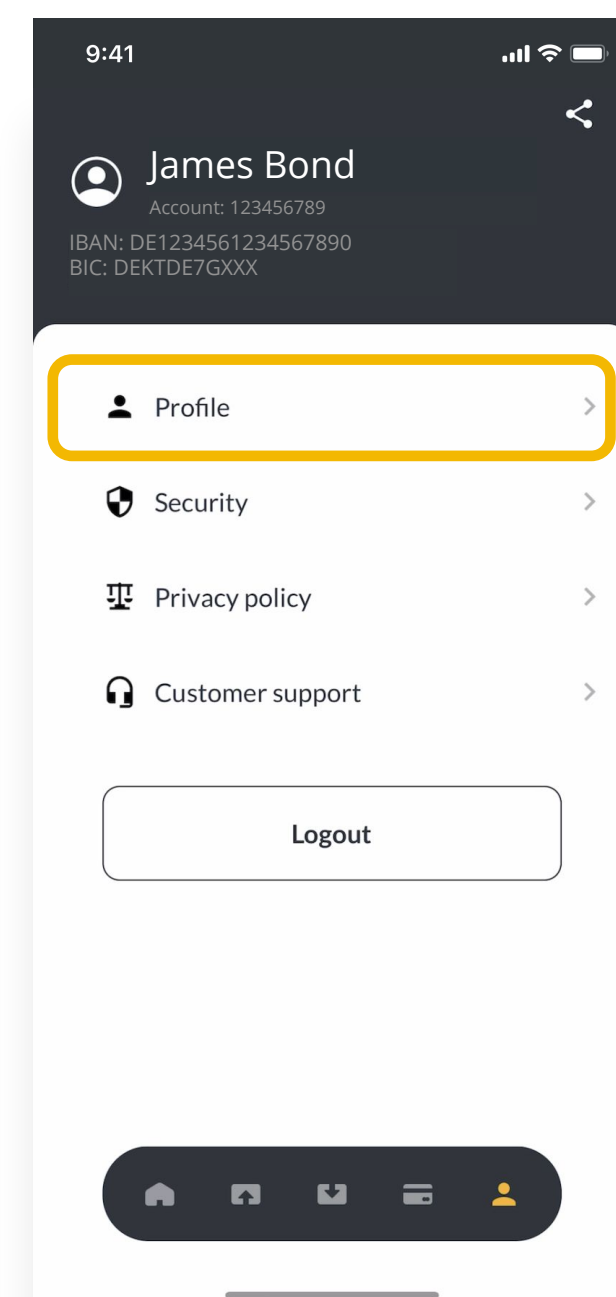 9:41
James Bond
Account: 123456789
IBAN: DE1234561234567890
BIC: DEKTDE7GXXX
Profile
Security
Privacy policy
Customer support
Logout